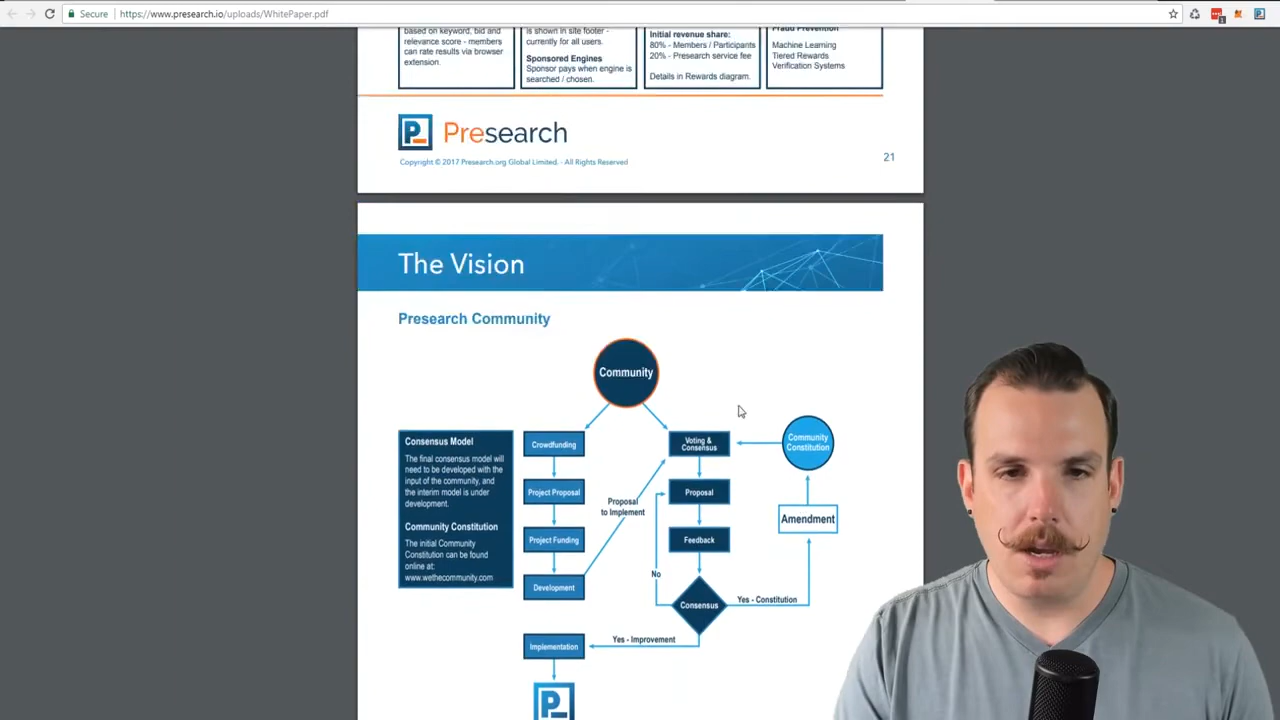 Secure
https://www.presearch.io/uploads/WhitePaper.pdf
based on keyword, bid and
relevance score - members
can rate results via browser
extension.
is shown in site footer -
currently for all users.
Sponsored Engines
Sponsor pays when engine is
searched / chosen.
Initial revenue share:
80% - Members / Participants
20% - Presearch service fee
Details in Rewards diagram.
Fraud Prevention
Machine Learning
Tiered Rewards
Verification Systems
P_
Presearch
Copyright © 2017 Presearch.org Global Limited. - All Rights Reserved
21
The Vision
Presearch Community
Community
Consensus Model
The final consensus model will
need to be developed with the
input of the community, and
the interim model is under
development.
Community Constitution
The initial Community
Constitution can be found
online at:
www.wethecommunity.com
Crowdfunding
Project Proposal
Project Funding
Development
Proposal
to Implement
Voting &
Consensus
Proposal
Feedback
No
Consensus
Community
Constitution
Amendment
Yes - Constitution
Yes - Improvement
Implementation
P_